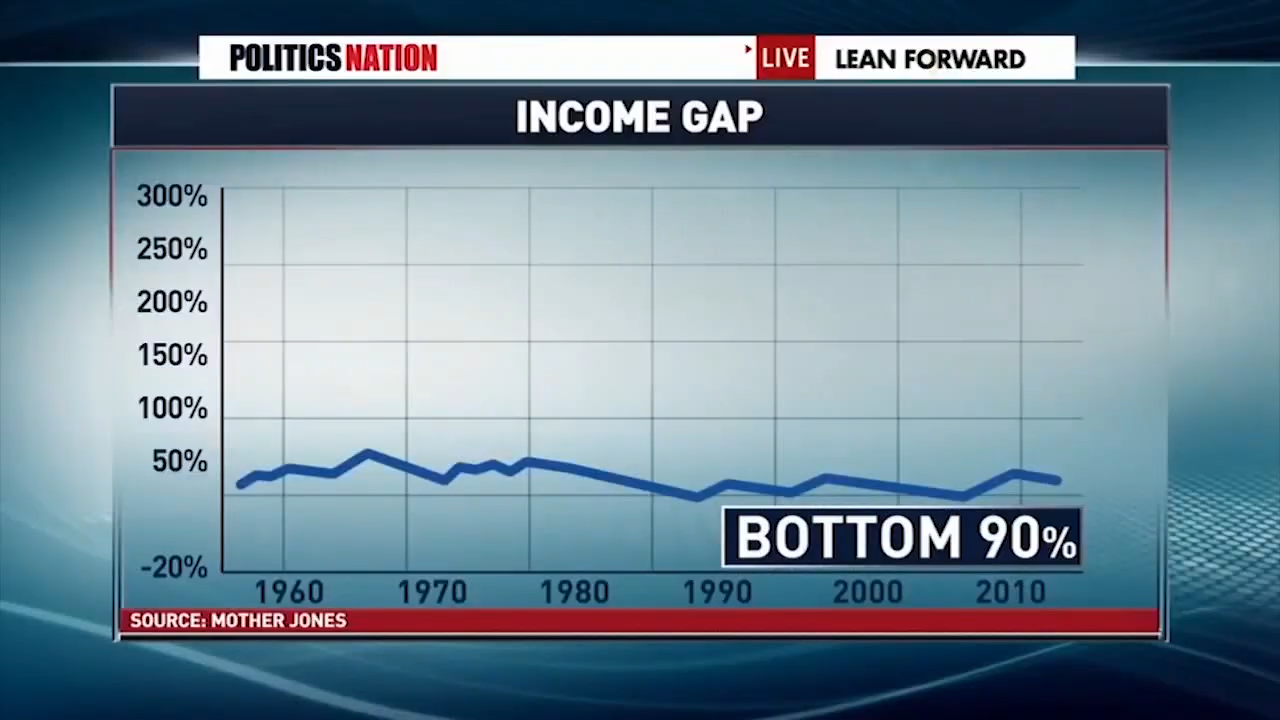 POLITICSNATION
LIVE LEAN FORWARD
INCOME GAP
300%
250%
200%
150%
100%
50%
-20%
BOTTOM 90%
1960 1970 1980 1990 2000 2010
SOURCE: MOTHER JONES